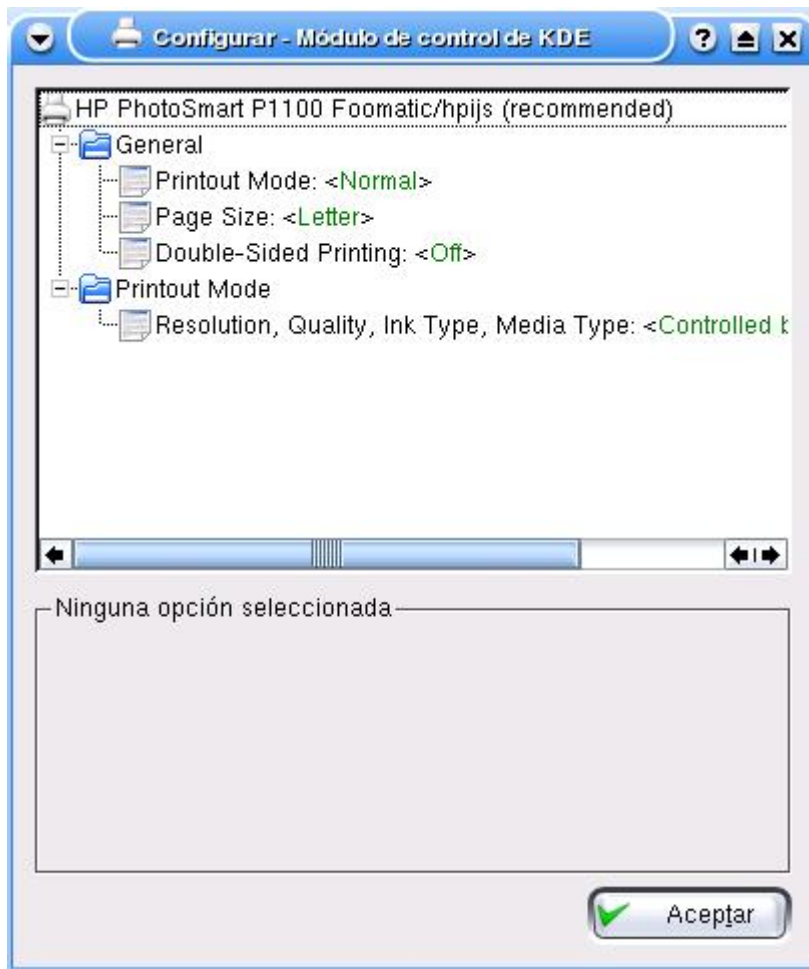 Configurar - Módulo de control de KDE
HP PhotoSmart P1100 Foomatic/hpijs (recommended)
General
Printout Mode: <Normal>
Page Size: <Letter>
Double-Sided Printing: <Off>
Printout Mode
Resolution, Quality, Ink Type, Media Type: <Controlled
Ninguna opción seleccionada
Aceptar